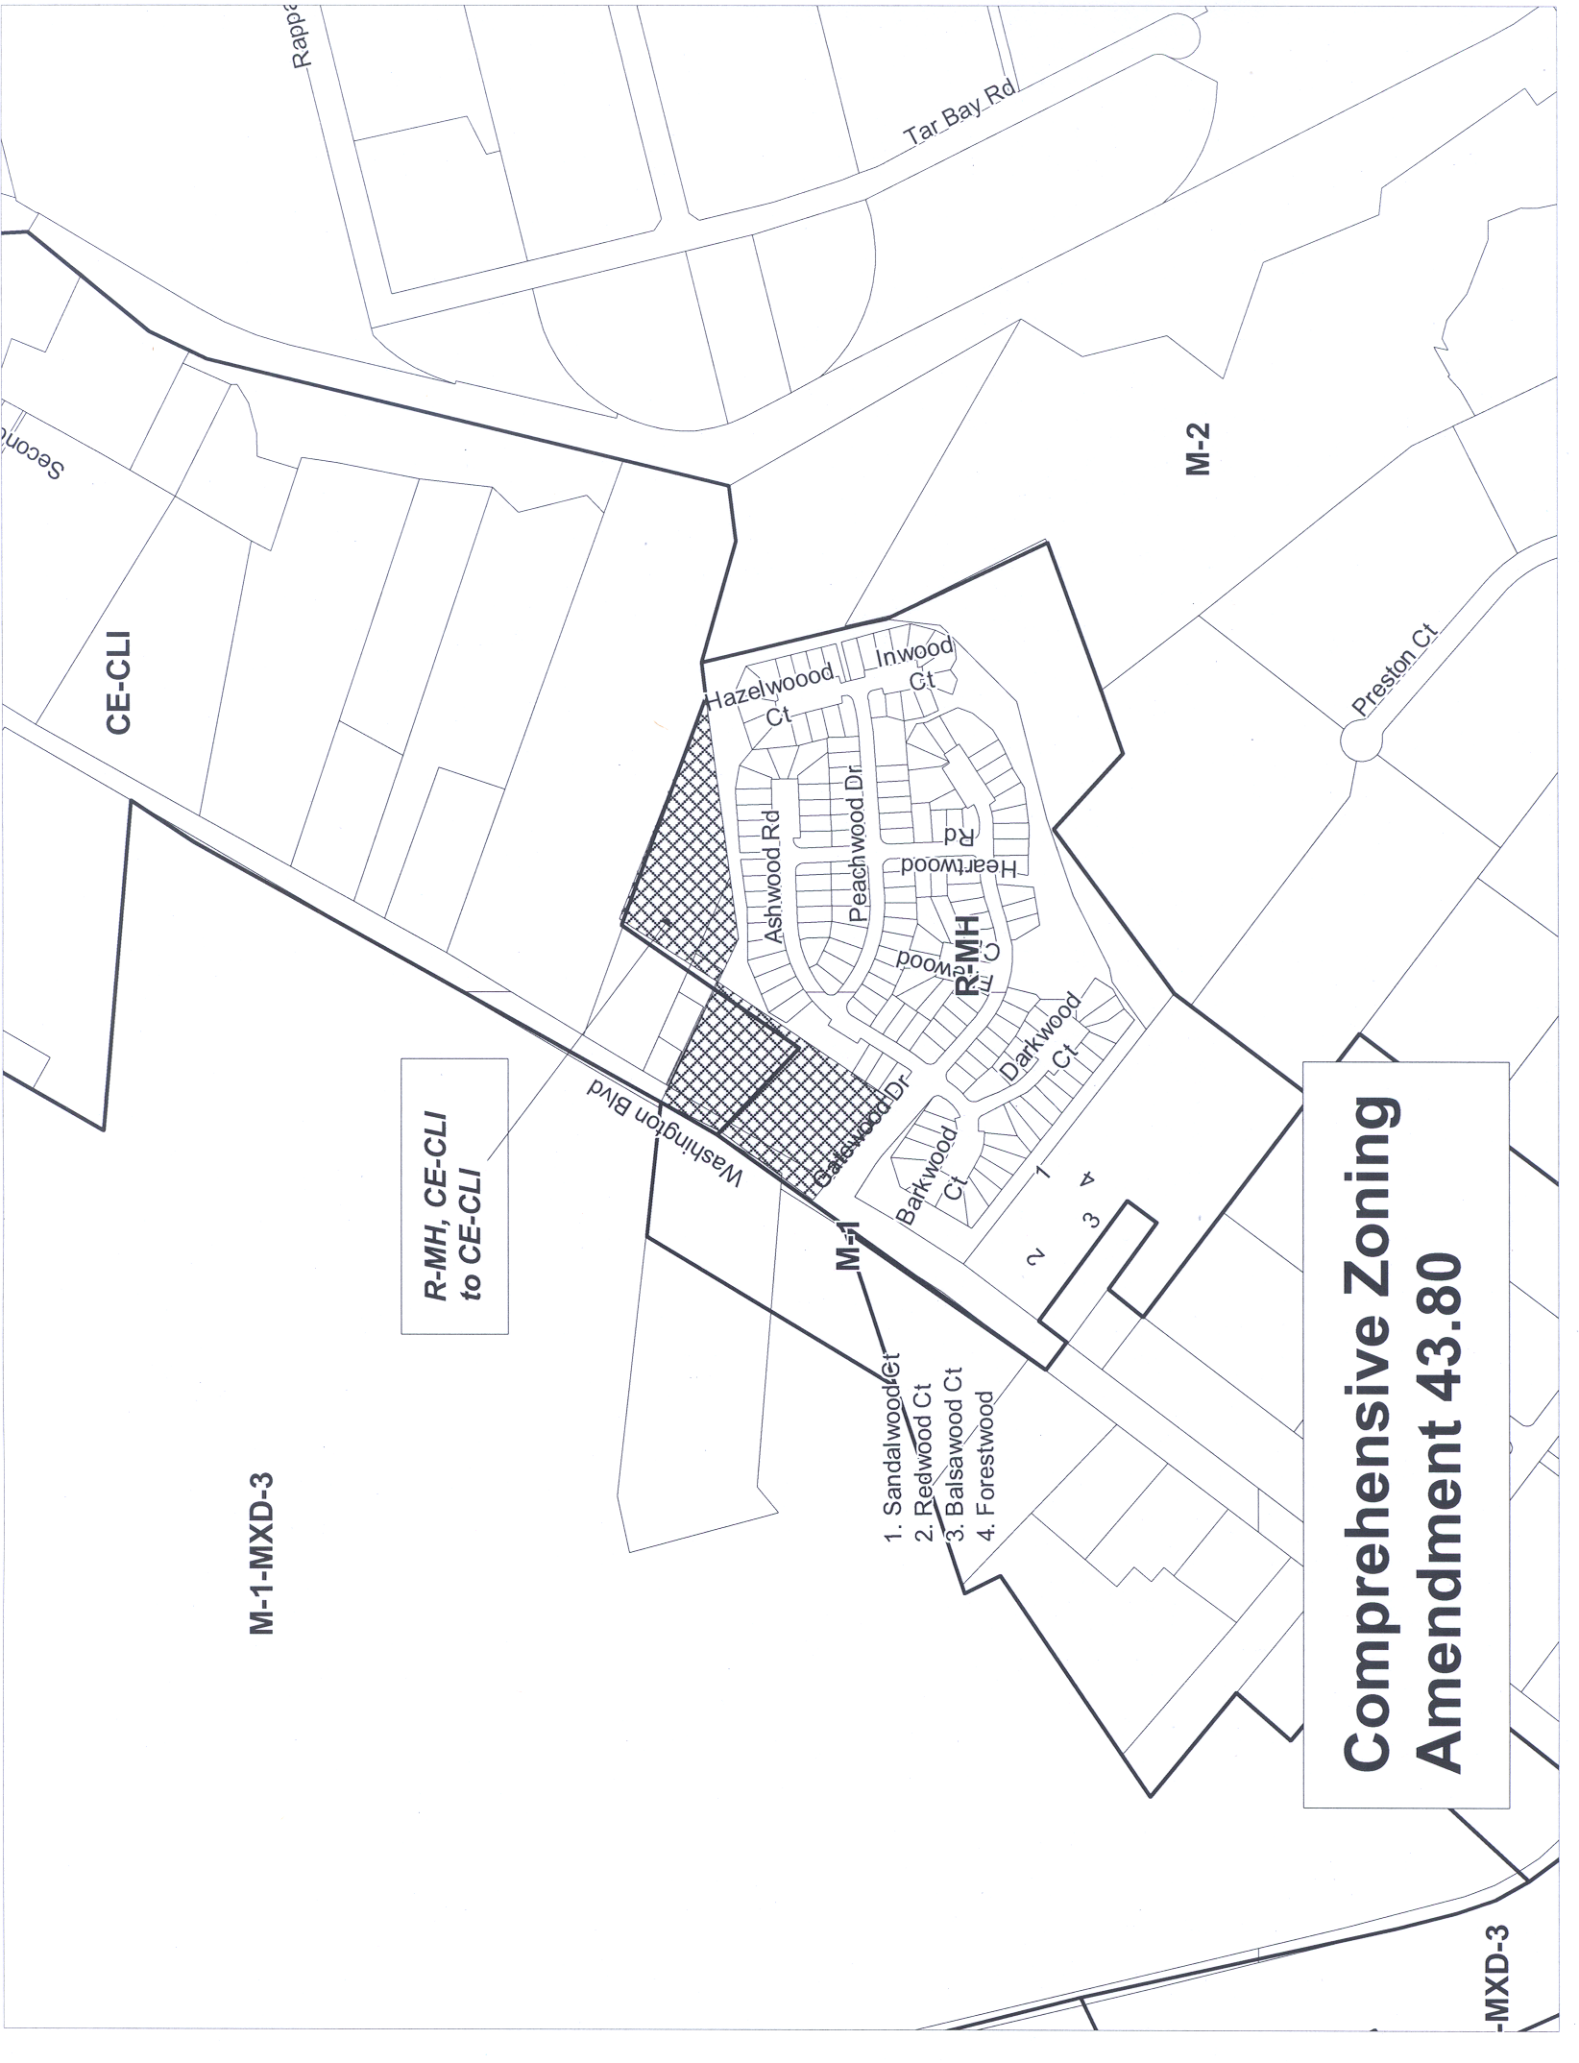 Rappa
Tar Bay Rd
Secon
CE-CLI
M-2
Hazelwoood
Ct
Inwood
Ct
Preston Ct
Ashwood Rd
Peachwood Dr
Heartwood
Rd
R-MH
Ct
Darkwood
Ct
Washington Blvd
Gatewood Dr
Barkwood
Ct
R-MH, CE-CLI
to CE-CLI
M-1
1
2
3
4
1. Sandalwood Ct
2. Redwood Ct
3. Balsawood Ct
4. Forestwood
M-1-MXD-3
Comprehensive Zoning
Amendment 43.80
-MXD-3